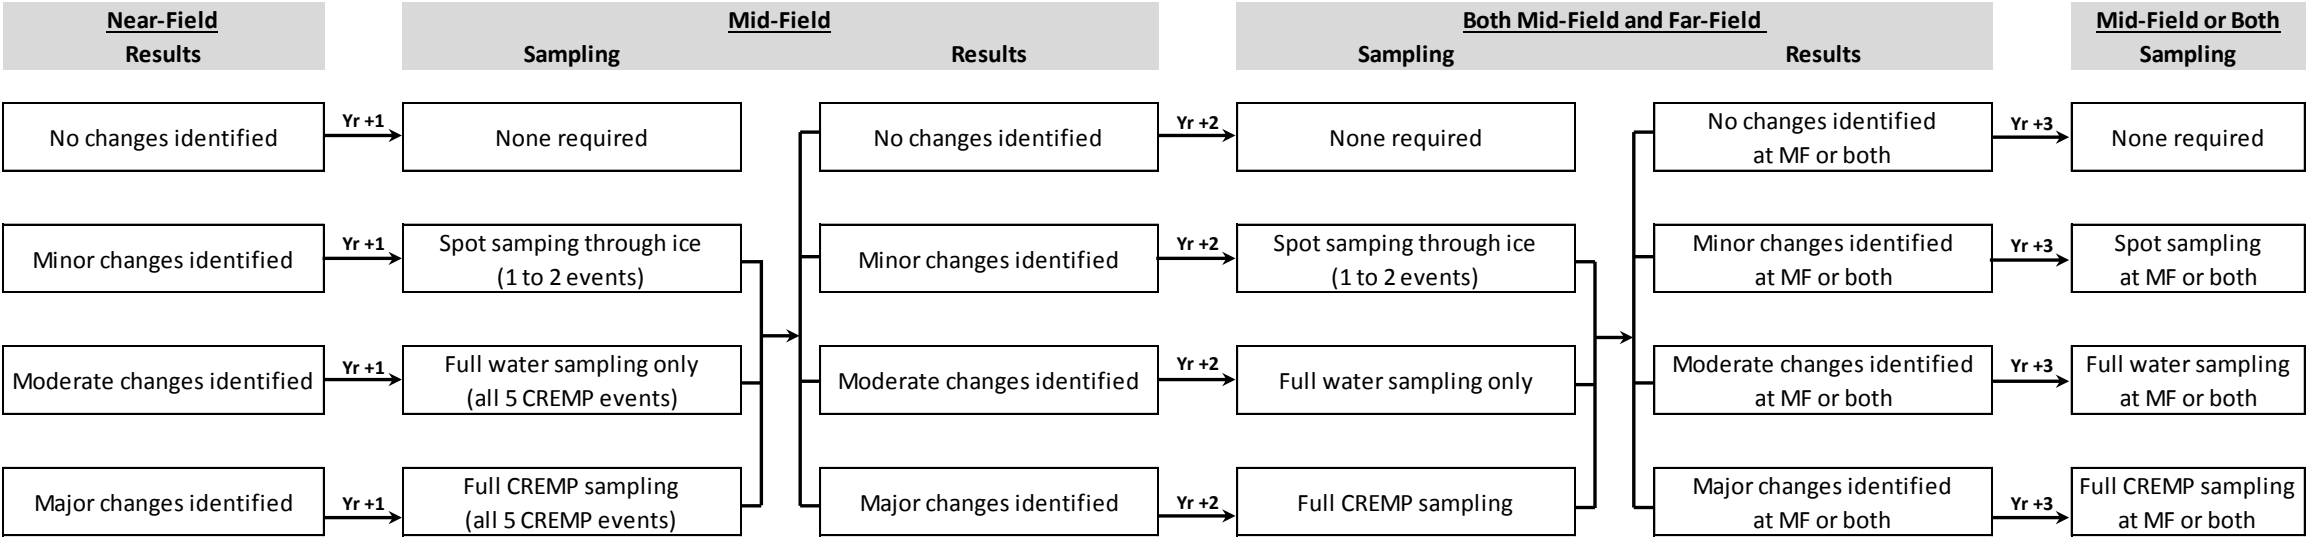 Near-Field
Results
Mid-Field
Sampling
Results
Both Mid-Field and Far-Field
Sampling
Results
Mid-Field or Both
Sampling
No changes identified
Yr +1
None required
No changes identified
Yr +2
None required
No changes identified
at MF or both
Yr +3
None required
Minor changes identified
Yr +1
Spot samping through ice
(1 to 2 events)
Minor changes identified
Yr +2
Spot samping through ice
(1 to 2 events)
Minor changes identified
at MF or both
Yr +3
Spot sampling
at MF or both
Moderate changes identified
Yr +1
Full water sampling only
(all 5 CREMP events)
Moderate changes identified
Yr +2
Full water sampling only
Moderate changes identified
at MF or both
Yr +3
Full water sampling
at MF or both
Major changes identified
Yr +1
Full CREMP sampling
(all 5 CREMP events)
Major changes identified
Yr +2
Full CREMP sampling
Major changes identified
at MF or both
Yr +3
Full CREMP sampling
at MF or both